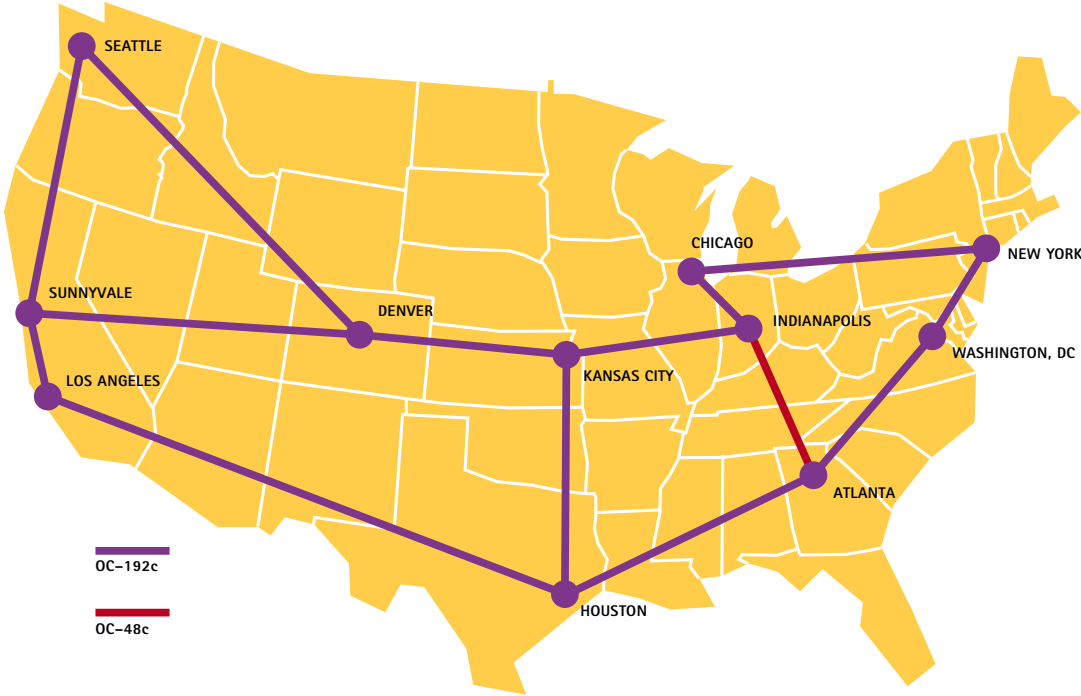 SEATTLE
CHICAGO
NEW YORK
SUNNYVALE
DENVER
INDIANAPOLIS
WASHINGTON, DC
LOS ANGELES
KANSAS CITY
ATLANTA
OC–192c
HOUSTON
OC–48c